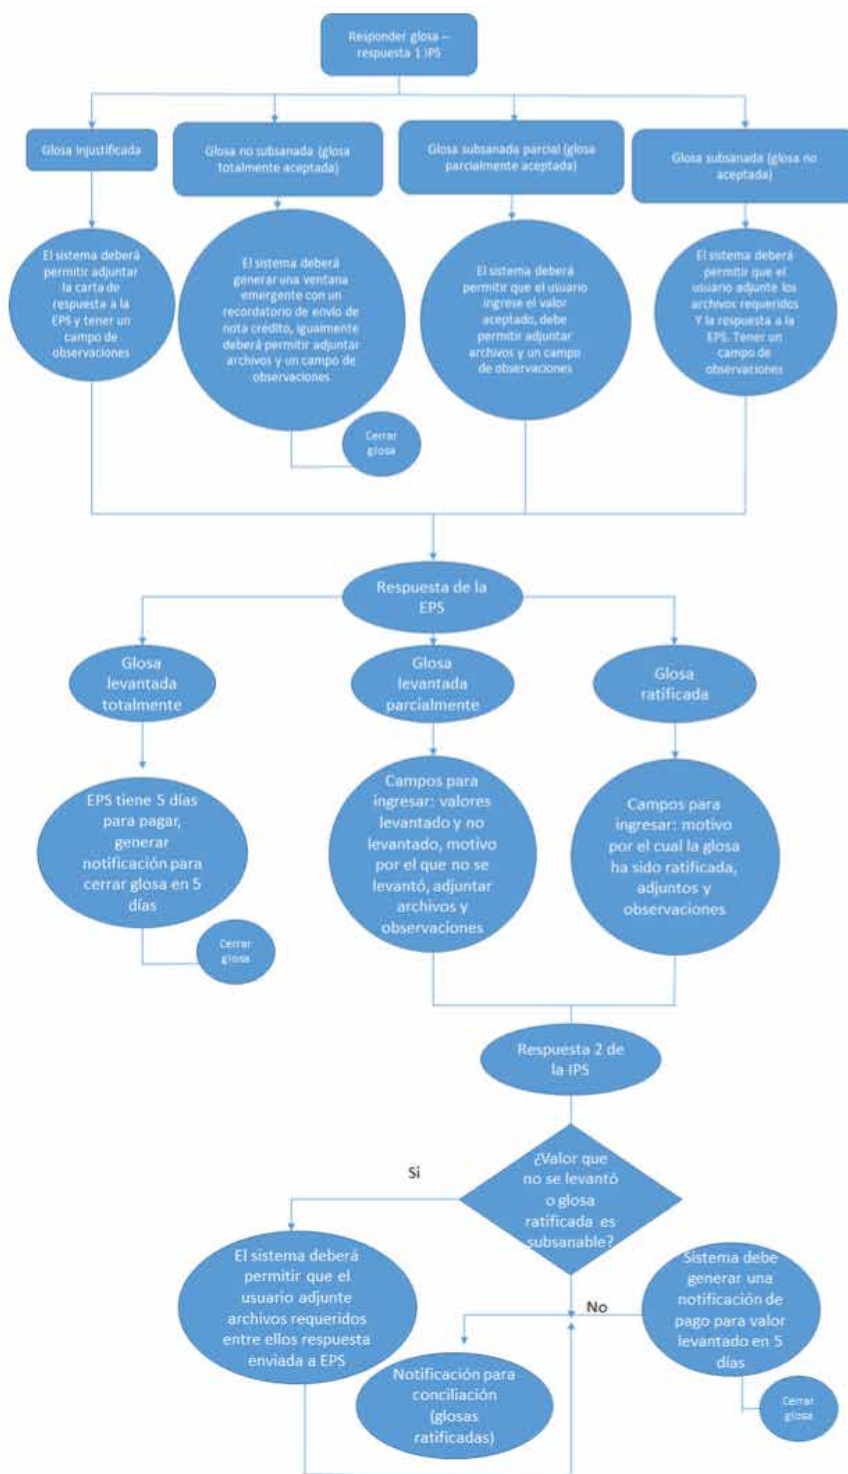 Responder glosa –
respuesta 1 IPS
Glosa Injustificada
Glosa no subsanada (glosa
totalmente aceptada)
Glosa subsanada parcial (glosa
parcialmente aceptada)
Glosa subsanada (glosa no
aceptada)
El sistema deberá
permitir adjuntar
la carta de
respuesta a la
EPS y tener un
campo de
observaciones
El sistema deberá
generar una ventana
emergente con un
recordatorio de envío de
nota crédito, igualmente
deberá permitir adjuntar
archivos y un campo de
observaciones
El sistema deberá
permitir que el usuario
ingrese el valor
aceptado, debe
permitir adjuntar
archivos y un campo
de observaciones
El sistema deberá
permitir que el
usuario adjunte los
archivos requeridos
Y la respuesta a la
EPS. Tener un
campo de
observaciones
Cerrar
glosa
Respuesta de la
EPS
Glosa
levantada
totalmente
Glosa
levantada
parcialmente
Glosa
ratificada
EPS tiene 5 días
para pagar,
generar
notificación para
cerrar glosa en 5
días
Campos para
ingresar: valores
levantado y no
levantado, motivo
por el que no se
levantó, adjuntar
archivos y
observaciones
Campos para
ingresar: motivo
por el cual la glosa
ha sido ratificada,
adjuntos y
observaciones
Cerrar
glosa
Respuesta 2 de
la IPS
¿Valor que
no se levantó
o glosa
ratificada es
subsanable?
Si
El sistema deberá
permitir que el
usuario adjunte
archivos requeridos
entre ellos respuesta
enviada a EPS
No
Sistema debe
generar una
notificación de
pago para valor
levantado en 5
días
Notificación para
conciliación
(glosas
ratificadas)
Cerrar
glosa